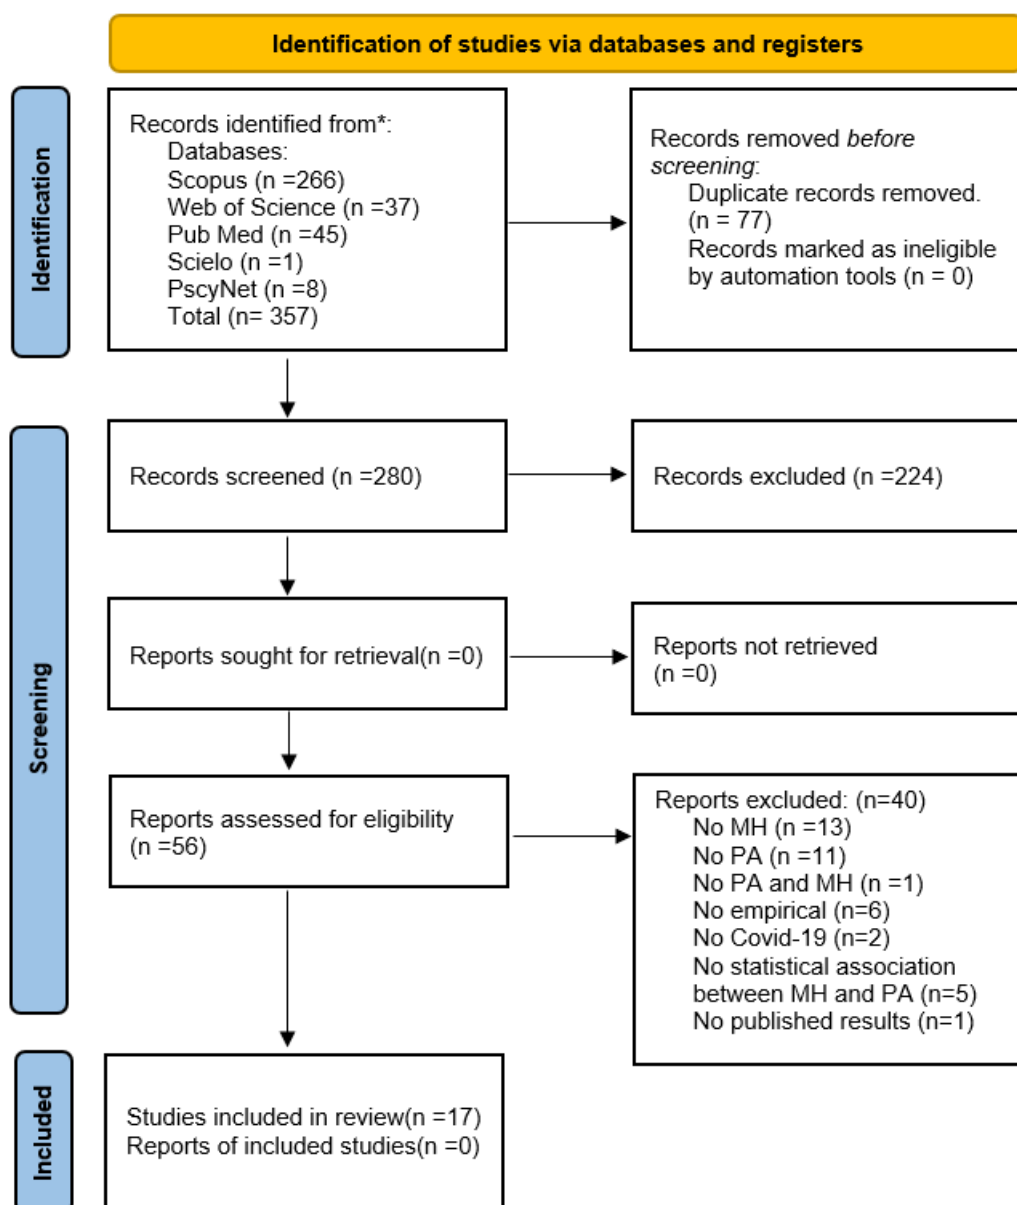 Identification of studies via databases and registers
Identification
Records identified from*:
Databases:
Scopus (n =266)
Web of Science (n =37)
Pub Med (n =45)
Scielo (n =1)
PscyNet (n =8)
Total (n= 357)
Records removed before
screening:
Duplicate records removed.
(n = 77)
Records marked as ineligible
by automation tools (n = 0)
Screening
Records screened (n =280)
Records excluded (n =224)
Reports sought for retrieval(n =0)
Reports not retrieved
(n =0)
Reports assessed for eligibility
(n =56)
Reports excluded: (n=40)
No MH (n =13)
No PA (n =11)
No PA and MH (n =1)
No empirical (n=6)
No Covid-19 (n=2)
No statistical association
between MH and PA (n=5)
No published results (n=1)
Included
Studies included in review(n =17)
Reports of included studies(n =0)